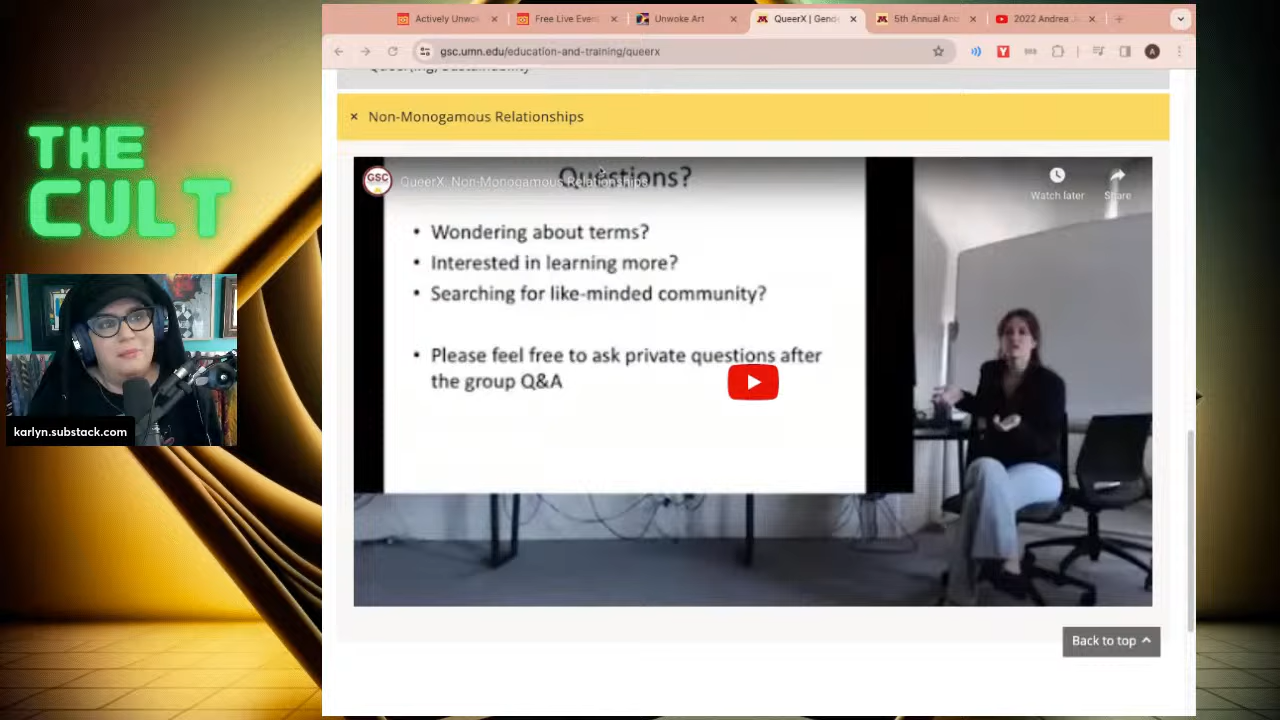 THE
CULT
karlyn.substack.com
Actively Unwo
Free Live Even
Unwoke Art
QueerX | Gend
5th Annual An
2022 Andrea
gsc.umn.edu/education-and-training/queerx
Non-Monogamous Relationships
GSC
QueerX: Non-Monogamous Relationships
Questions?
Watch later
Share
• Wondering about terms?
• Interested in learning more?
• Searching for like-minded community?
• Please feel free to ask private questions after
the group Q&A
Back to top